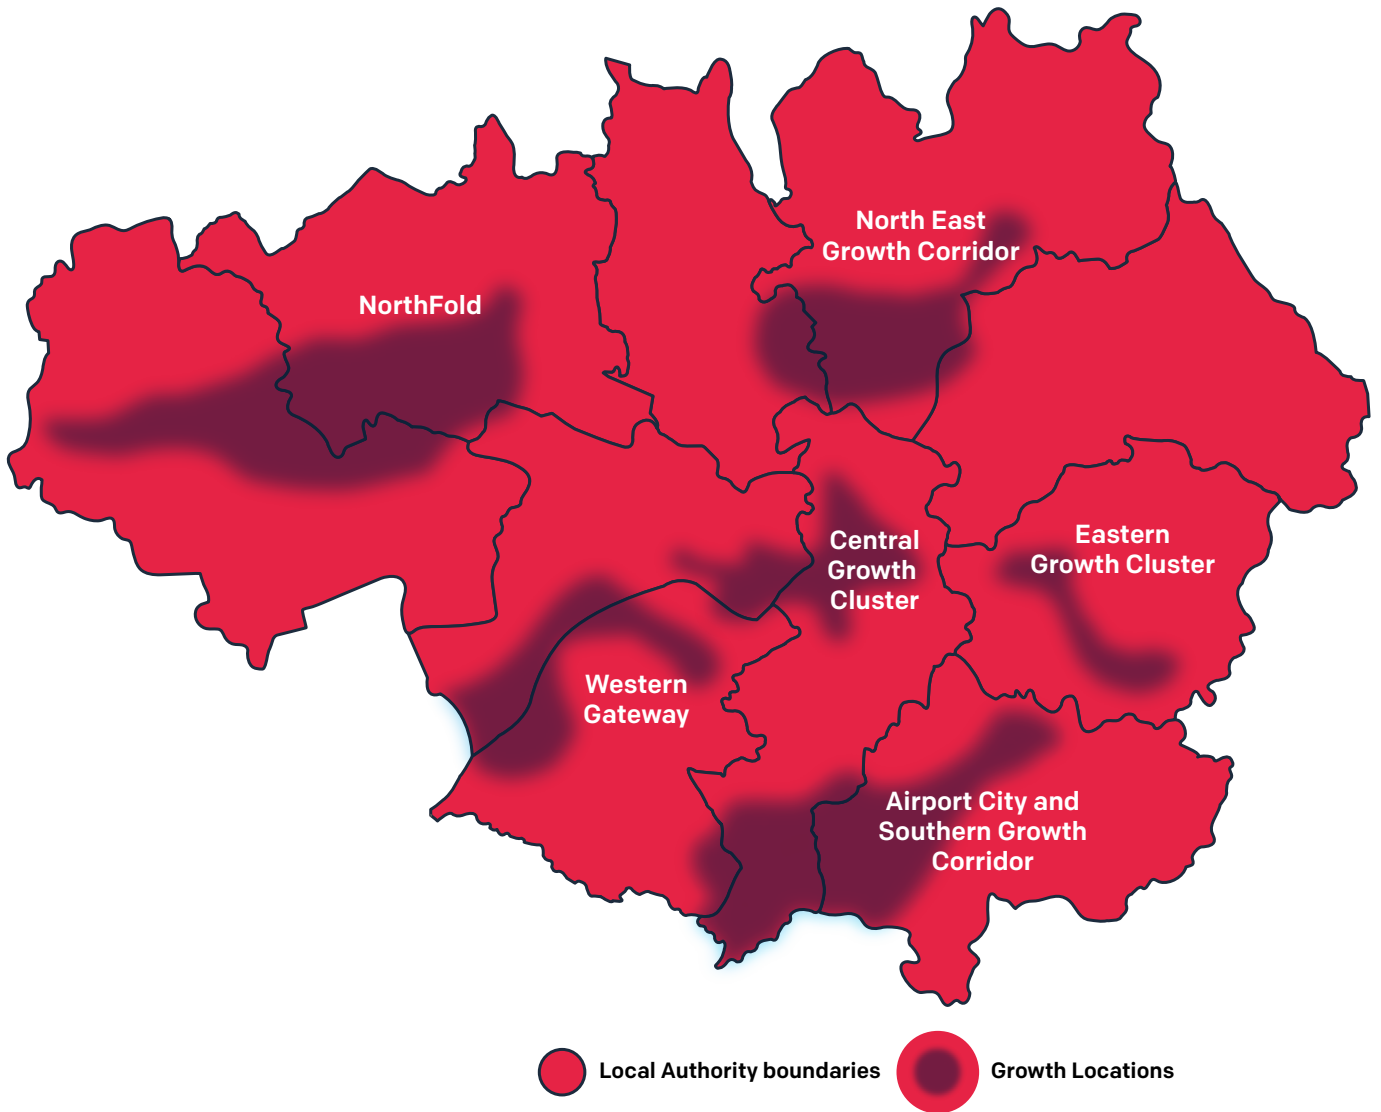 North East
Growth Corridor
NorthFold
Central
Growth
Cluster
Eastern
Growth Cluster
Western
Gateway
Airport City and
Southern Growth
Corridor
Local Authority boundaries
Growth Locations